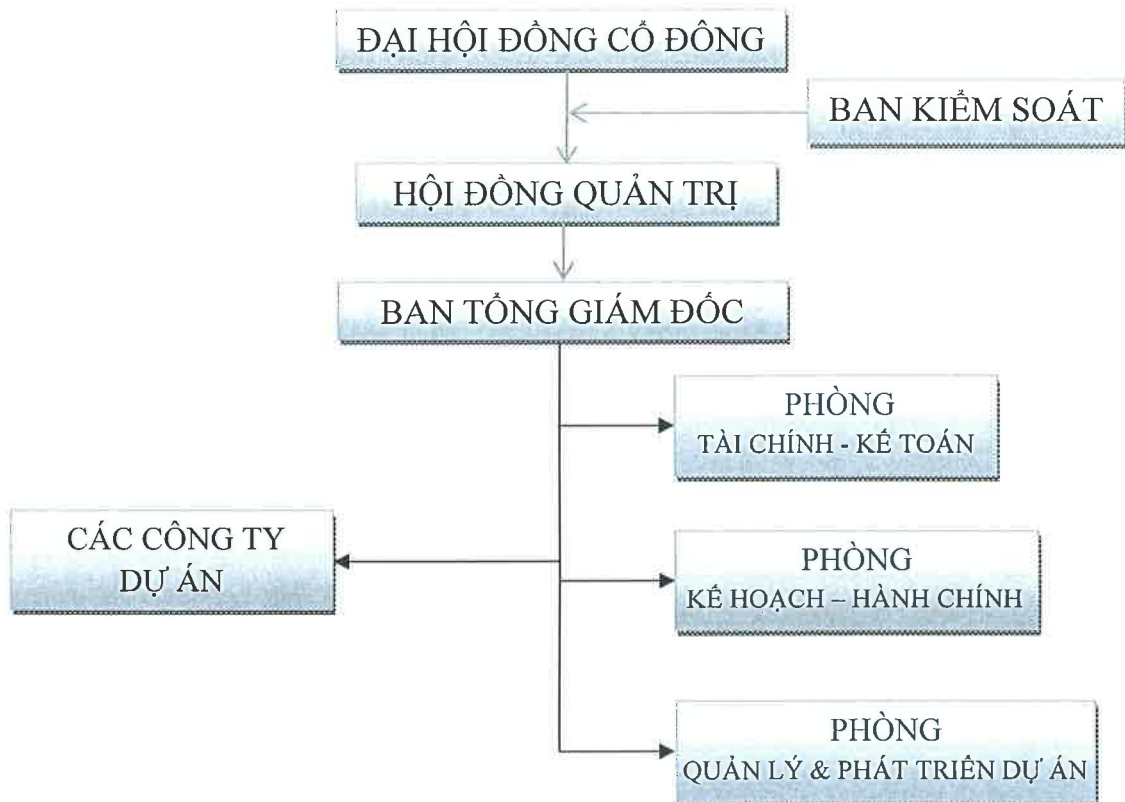 ĐẠI HỘI ĐỒNG CỔ ĐÔNG
BAN KIỂM SOÁT
HỘI ĐỒNG QUẢN TRỊ
BAN TỔNG GIÁM ĐỐC
PHÒNG
TÀI CHÍNH - KẾ TOÁN
CÁC CÔNG TY
DỰ ÁN
PHÒNG
KẾ HOẠCH – HÀNH CHÍNH
PHÒNG
QUẢN LÝ & PHÁT TRIỂN DỰ ÁN